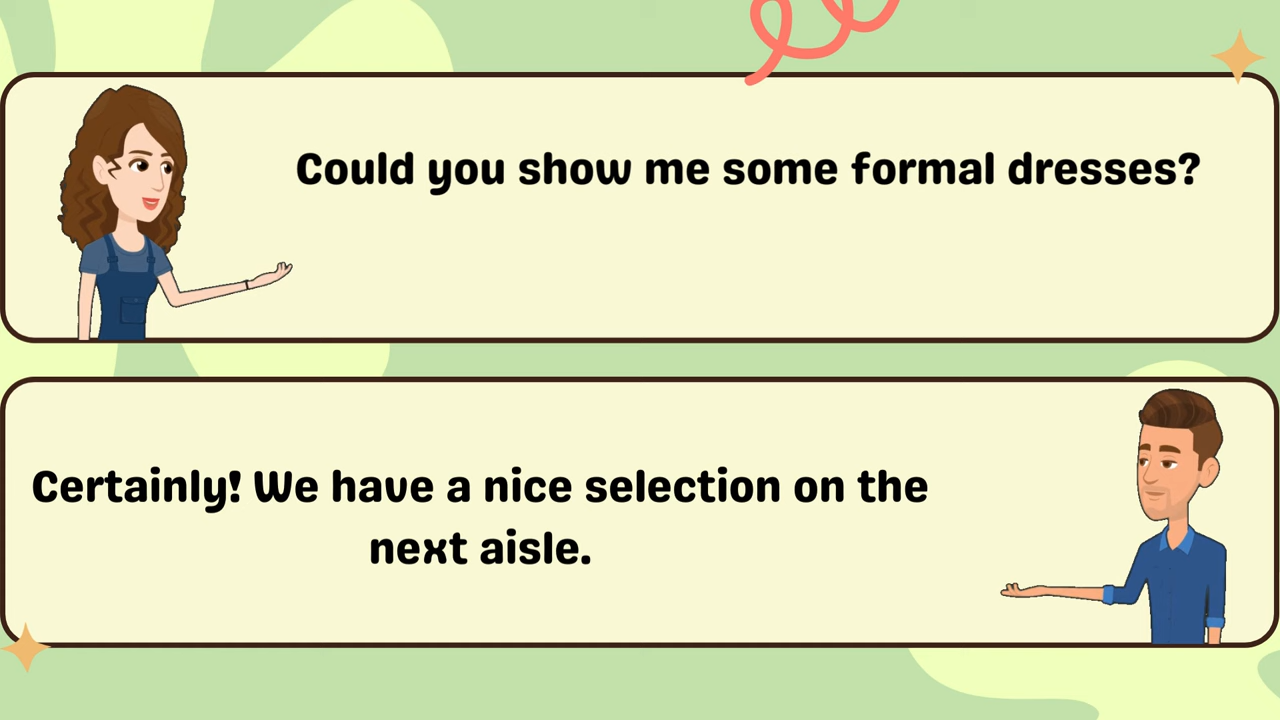 Could you show me some formal dresses?
Certainly! We have a nice selection on the
next aisle.